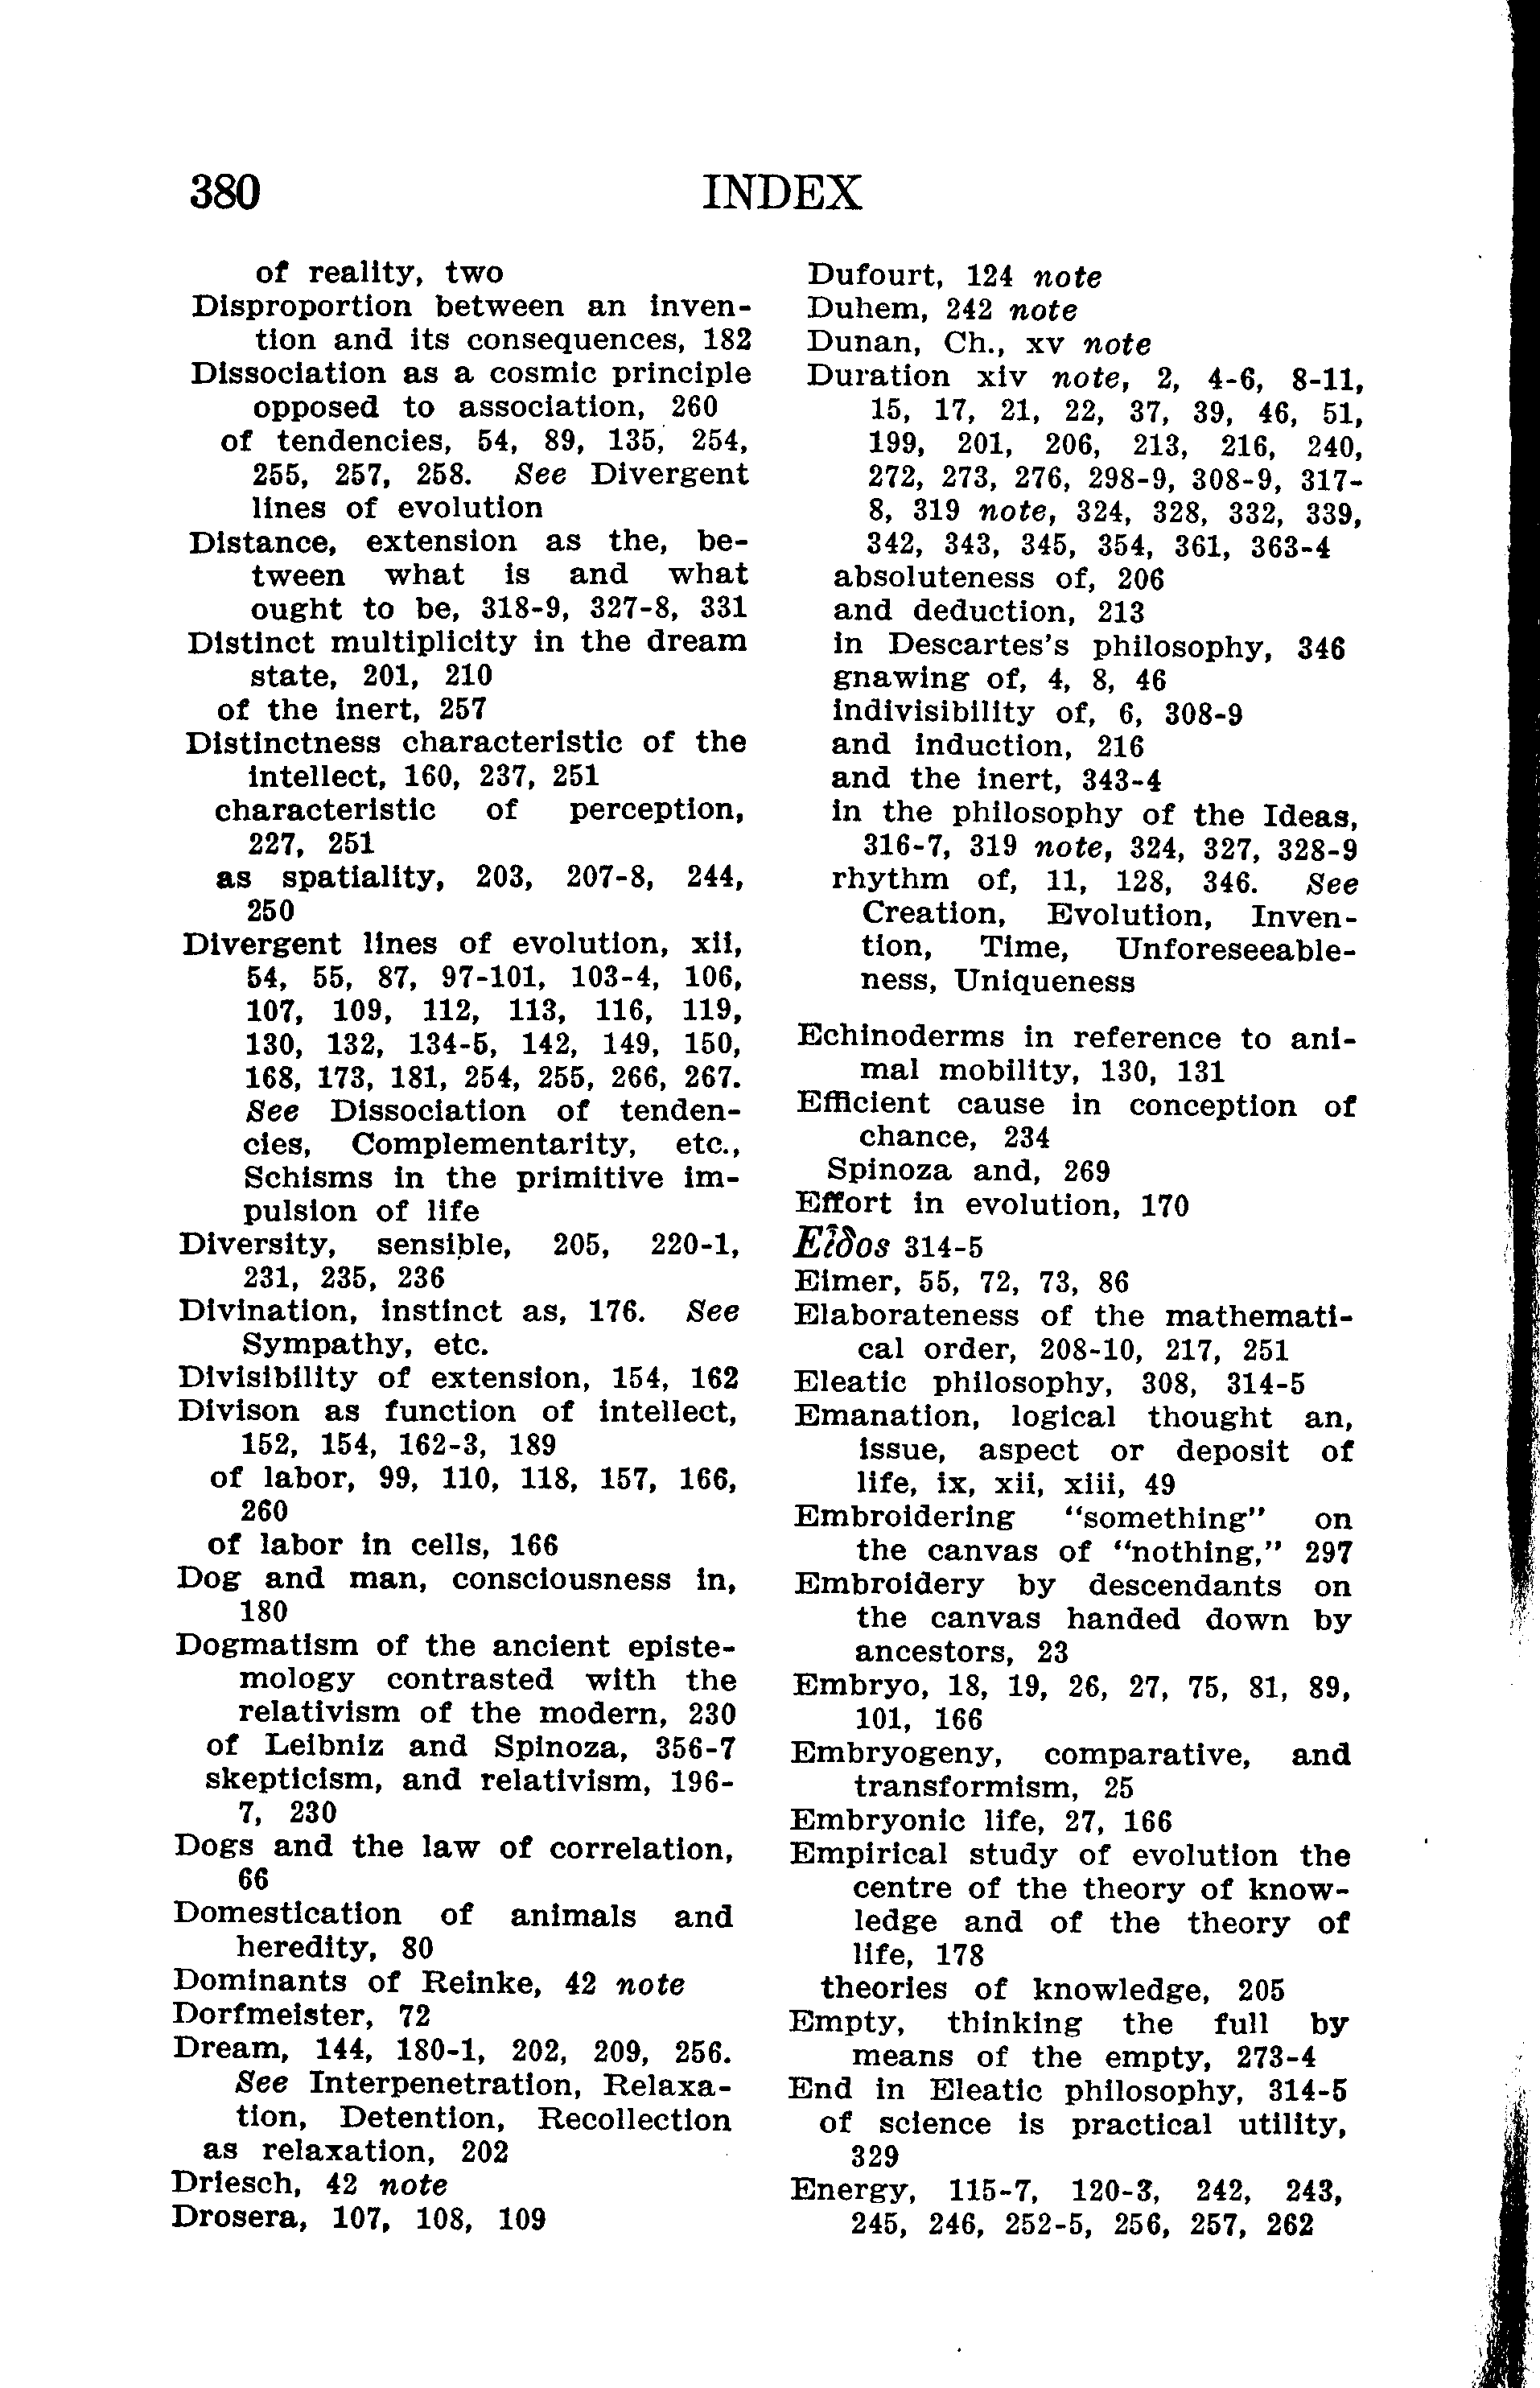 380
INDEX
of reality, two
Disproportion between an inven-
tion and its consequences, 182
Dissociation as a cosmic principle
opposed to association, 260
of tendencies, 54, 89, 135, 254,
255, 257, 258. See Divergent
lines of evolution
Distance, extension as the, be-
tween what is and what
ought to be, 318-9, 327-8, 331
Distinct multiplicity in the dream
state, 201, 210
of the inert, 257
Distinctness characteristic of the
intellect, 160, 237, 251
characteristic of perception,
227, 251
as spatiality, 203, 207-8, 244,
250
Divergent lines of evolution, xii,
54, 55, 87, 97-101, 103-4, 106,
107, 109, 112, 113, 116, 119,
130, 132, 134-5, 142, 149, 150,
168, 173, 181, 254, 255, 266, 267.
See Dissociation of tenden-
cies, Complementarity, etc.,
Schisms in the primitive im-
pulsion of life
Diversity, sensible, 205, 220-1,
231, 235, 236
Divination, instinct as, 176. See
Sympathy, etc.
Divisibility of extension, 154, 162
Divison as function of intellect,
152, 154, 162-3, 189
of labor, 99, 110, 118, 157, 166,
260
of labor in cells, 166
Dog and man, consciousness in,
180
Dogmatism of the ancient episte-
mology contrasted with the
relativism of the modern, 230
of Leibniz and Spinoza, 356-7
skepticism, and relativism, 196-
7, 230
Dogs and the law of correlation,
66
Domestication of animals and
heredity, 80
Dominants of Reinke, 42 note
Dorfmeister, 72
Dream, 144, 180-1, 202, 209, 256.
See Interpenetration, Relaxa-
tion, Detention, Recollection
as relaxation, 202
Driesch, 42 note
Drosera, 107, 108, 109
Dufourt, 124 note
Duhem, 242 note
Dunan, Ch., xv note
Duration xiv note, 2, 4-6, 8-11,
15, 17, 21, 22, 37, 39, 46, 51,
199, 201, 206, 213, 216, 240,
272, 273, 276, 298-9, 308-9, 317-
8, 319 note, 324, 328, 332, 339,
342, 343, 345, 354, 361, 363-4
absoluteness of, 206
and deduction, 213
in Descartes's philosophy, 346
gnawing of, 4, 8, 46
indivisibility of, 6, 308-9
and induction, 216
and the inert, 343-4
in the philosophy of the Ideas,
316-7, 319 note, 324, 327, 328-9
rhythm of, 11, 128, 346. See
Creation, Evolution, Inven-
tion, Time, Unforeseeable-
ness, Uniqueness
Echinoderms in reference to ani-
mal mobility, 130, 131
Efficient cause in conception of
chance, 234
Spinoza and, 269
Effort in evolution, 170
Εἶδος 314-5
Eimer, 55, 72, 73, 86
Elaborateness of the mathemati-
cal order, 208-10, 217, 251
Eleatic philosophy, 308, 314-5
Emanation, logical thought an,
issue, aspect or deposit of
life, ix, xii, xiii, 49
Embroidering “something” on
the canvas of “nothing,” 297
Embroidery by descendants on
the canvas handed down by
ancestors, 23
Embryo, 18, 19, 26, 27, 75, 81, 89,
101, 166
Embryogeny, comparative, and
transformism, 25
Embryonic life, 27, 166
Empirical study of evolution the
centre of the theory of know-
ledge and of the theory of
life, 178
theories of knowledge, 205
Empty, thinking the full by
means of the empty, 273-4
End in Eleatic philosophy, 314-5
of science is practical utility,
329
Energy, 115-7, 120-3, 242, 243,
245, 246, 252-5, 256, 257, 262